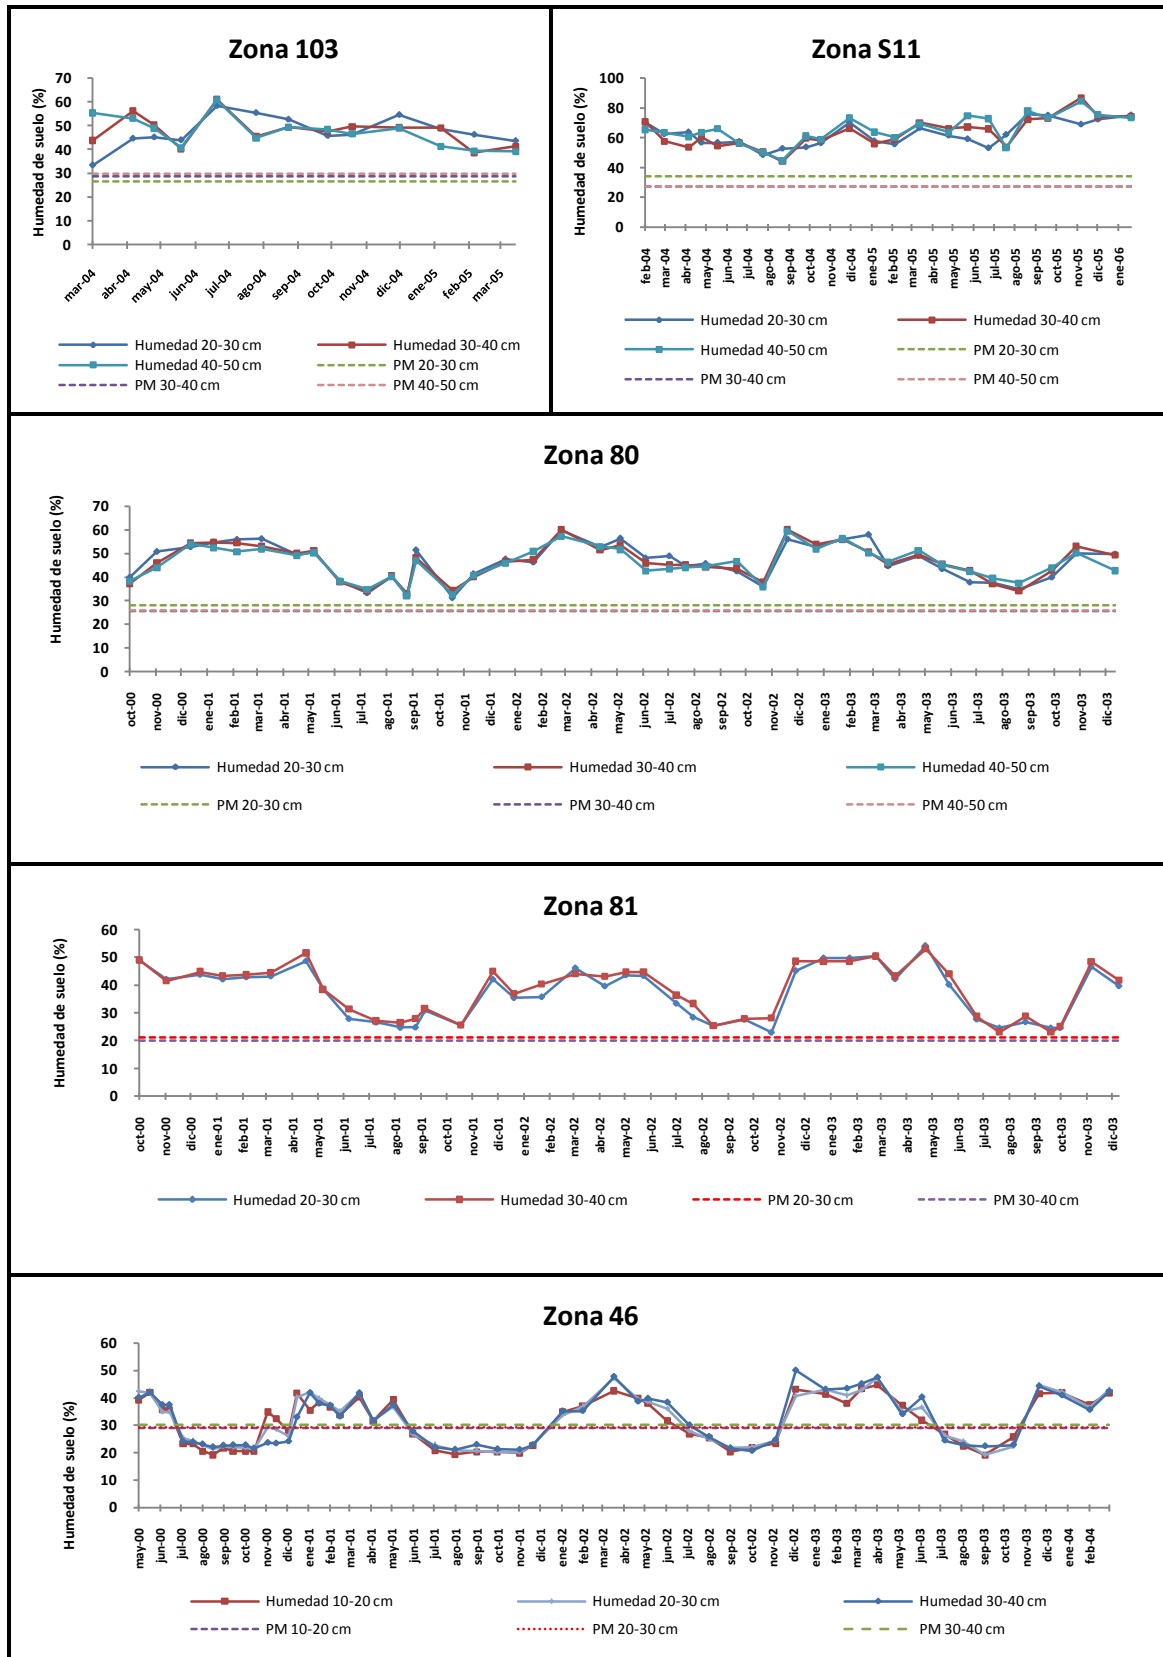 Zona 103
Humedad de suelo (%)
70
60
50
40
30
20
10
0
mar-04 abr-04 may-04 jun-04 jul-04 ago-04 sep-04 oct-04 nov-04 dic-04 ene-05 feb-05 mar-05
Humedad 20-30 cm Humedad 30-40 cm
Humedad 40-50 cm PM 20-30 cm
PM 30-40 cm PM 40-50 cm
Zona S11
Humedad de suelo (%)
100
80
60
40
20
0
feb-04 mar-04 abr-04 may-04 jun-04 jul-04 ago-04 sep-04 oct-04 nov-04 dic-04 ene-05 feb-05 mar-05 abr-05 may-05 jun-05 jul-05 ago-05 sep-05 oct-05 nov-05 dic-05 ene-06
Humedad 20-30 cm Humedad 30-40 cm
Humedad 40-50 cm PM 20-30 cm
PM 30-40 cm PM 40-50 cm
Zona 80
Humedad de suelo (%)
70
60
50
40
30
20
10
0
oct-00 nov-00 dic-00 ene-01 feb-01 mar-01 abr-01 may-01 jun-01 jul-01 ago-01 sep-01 oct-01 nov-01 dic-01 ene-02 feb-02 mar-02 abr-02 may-02 jun-02 jul-02 ago-02 sep-02 oct-02 nov-02 dic-02 ene-03 feb-03 mar-03 abr-03 may-03 jun-03 jul-03 ago-03 sep-03 oct-03 nov-03 dic-03
Humedad 20-30 cm Humedad 30-40 cm Humedad 40-50 cm
PM 20-30 cm PM 30-40 cm PM 40-50 cm
Zona 81
Humedad de suelo (%)
60
50
40
30
20
10
0
oct-00 nov-00 dic-00 ene-01 feb-01 mar-01 abr-01 may-01 jun-01 jul-01 ago-01 sep-01 oct-01 nov-01 dic-01 ene-02 feb-02 mar-02 abr-02 may-02 jun-02 jul-02 ago-02 sep-02 oct-02 nov-02 dic-02 ene-03 feb-03 mar-03 abr-03 may-03 jun-03 jul-03 ago-03 sep-03 oct-03 nov-03 dic-03
Humedad 20-30 cm Humedad 30-40 cm PM 20-30 cm PM 30-40 cm
Zona 46
Humedad de suelo (%)
60
50
40
30
20
10
0
may-00 jun-00 jul-00 ago-00 sep-00 oct-00 nov-00 dic-00 ene-01 feb-01 mar-01 abr-01 may-01 jun-01 jul-01 ago-01 sep-01 oct-01 nov-01 dic-01 ene-02 feb-02 mar-02 abr-02 may-02 jun-02 jul-02 ago-02 sep-02 oct-02 nov-02 dic-02 ene-03 feb-03 mar-03 abr-03 may-03 jun-03 jul-03 ago-03 sep-03 oct-03 nov-03 dic-03 ene-04 feb-04
Humedad 10-20 cm Humedad 20-30 cm Humedad 30-40 cm
PM 10-20 cm PM 20-30 cm PM 30-40 cm